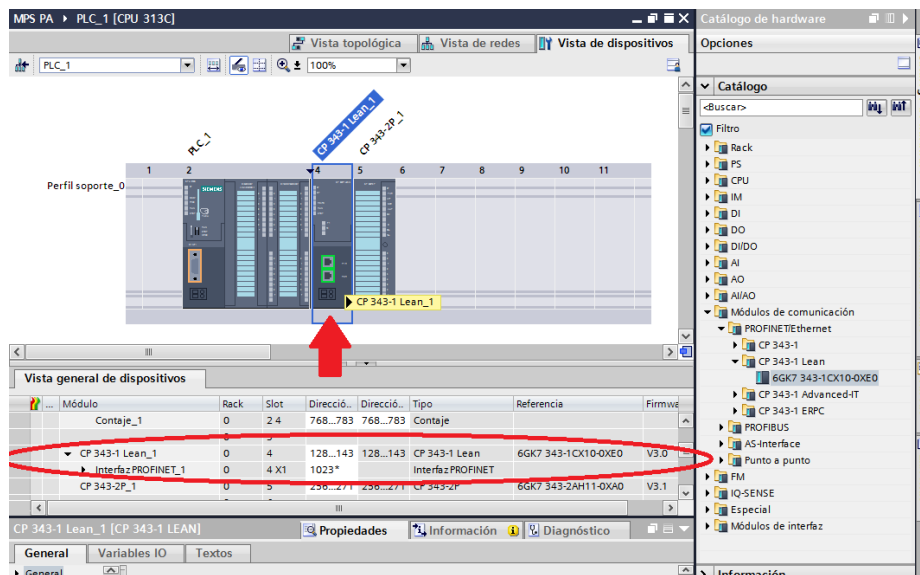 MPS PA ▸ PLC_1 [CPU 313C]
Vista topológica Vista de redes Vista de dispositivos
PLC_1 100%
PLC_1 CP 343-1 Lean_1 CP 343-2P_1
1 2 4 5 6 7 8 9 10 11
Perfil soporte_0
SIEMENS
CP 343-1 Lean_1
Vista general de dispositivos
... Módulo Rack Slot Direcció... Direcció... Tipo Referencia Firmwa
Contaje_1 0 2 4 768...783 768...783 Contaje
0 3
CP 343-1 Lean_1 0 4 128...143 128...143 CP 343-1 Lean 6GK7 343-1CX10-0XE0 V3.0
Interfaz PROFINET_1 0 4 X1 1023* Interfaz PROFINET
CP 343-2P_1 0 5 256...271 256...271 CP 343-2P 6GK7 343-2AH11-0XA0 V3.1
CP 343-1 Lean_1 [CP 343-1 LEAN]
Propiedades Información Diagnóstico
General Variables IO Textos
General
Catálogo de hardware
Opciones
Catálogo
<Buscar>
Filtro
Rack
PS
CPU
IM
DI
DO
DI/DO
AI
AO
AI/AO
Módulos de comunicación
PROFINET/Ethernet
CP 343-1
CP 343-1 Lean
6GK7 343-1CX10-0XE0
CP 343-1 Advanced-IT
CP 343-1 ERPC
PROFIBUS
AS-Interface
Punto a punto
FM
IQ-SENSE
Especial
Módulos de interfaz
Información